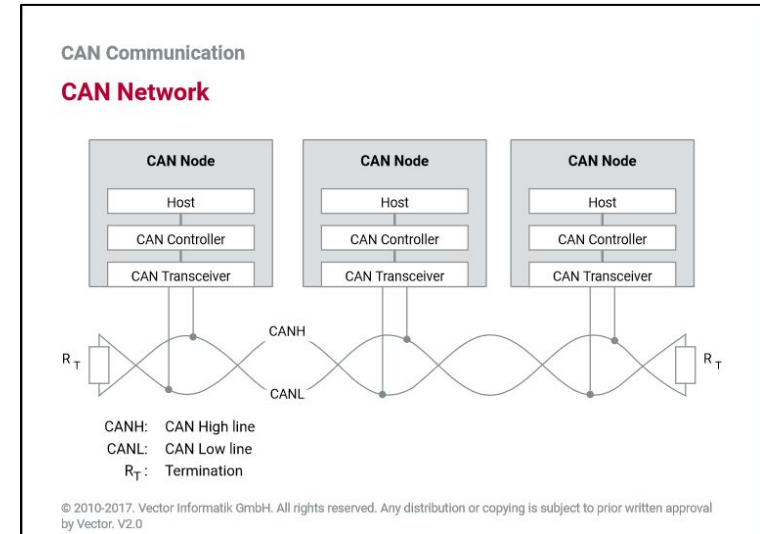 CAN Communication
CAN Network
CAN Node CAN Node CAN Node
Host Host Host
CAN Controller CAN Controller CAN Controller
CAN Transceiver CAN Transceiver CAN Transceiver
CANH
R T R T
CANL
CANH: CAN High line
CANL: CAN Low line
RT: Termination
© 2010-2017. Vector Informatik GmbH. All rights reserved. Any distribution or copying is subject to prior written approval
by Vector. V2.0